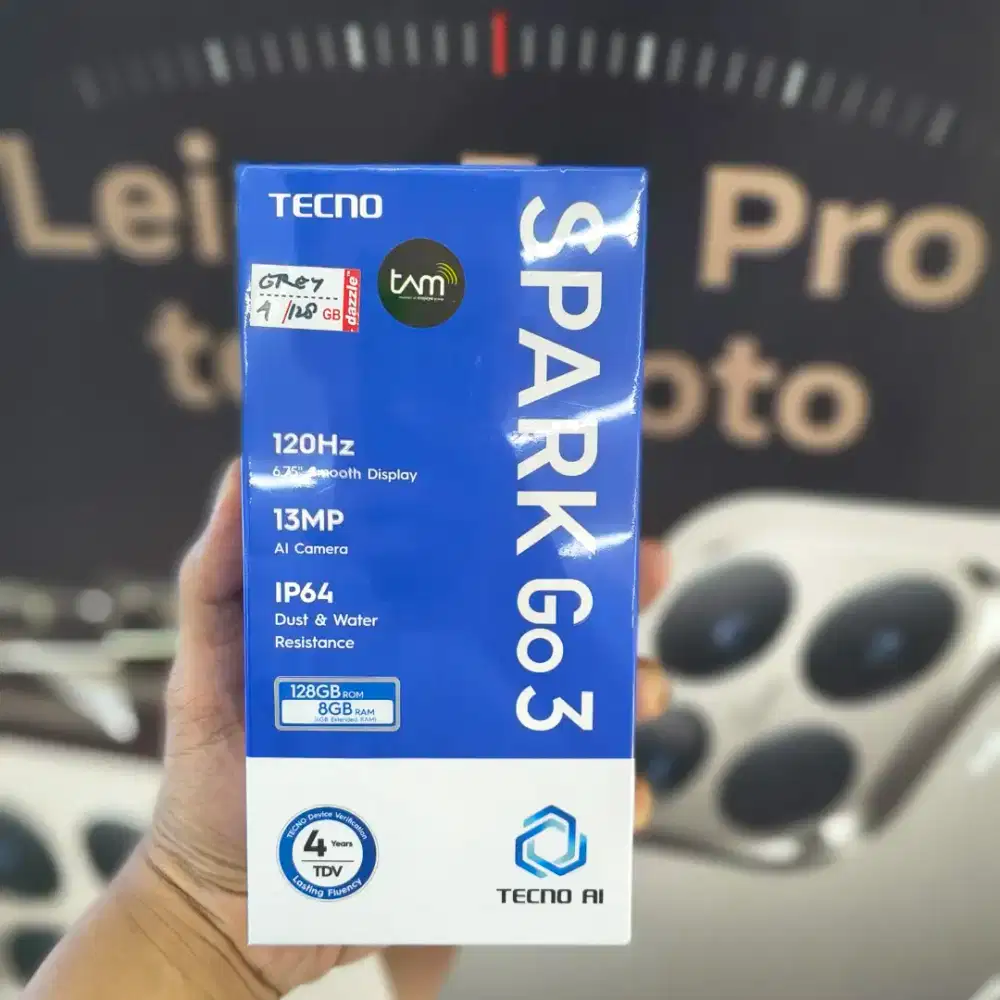 Pro
TECNO
SPARK Go 3
tam
GREY
4 /128 GB
dazzle
120Hz
6.75" Smooth Display
13MP
AI Camera
IP64
Dust & Water
Resistance
128GB ROM
8GB RAM
TECNO Device Verification
4 Years
TDV
Lasting Fluency
TECNO AI